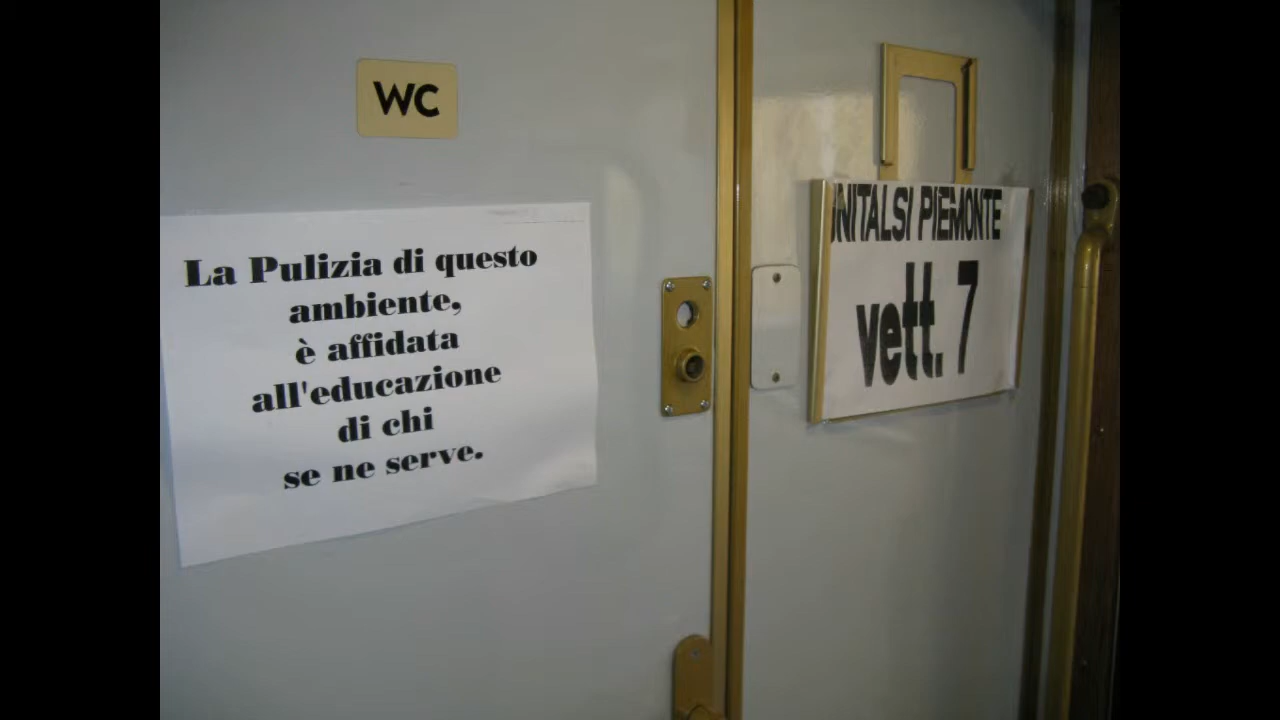 WC
La Pulizia di questo
ambiente,
è affidata
all'educazione
di chi
se ne serve.
UNITALSI PIEMONTE
vett. 7